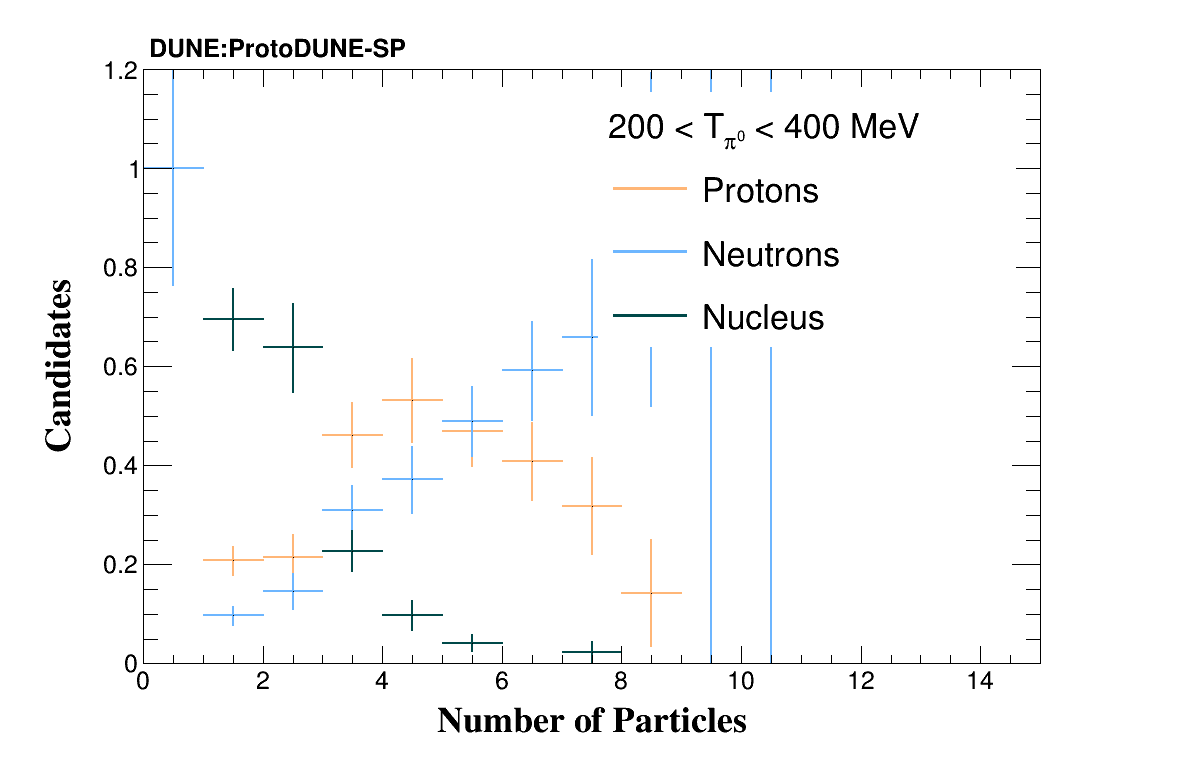 DUNE:ProtoDUNE-SP
1.2
1
0.8
0.6
0.4
0.2
0
Candidates
200 < Tπ⁰ < 400 MeV
Protons
Neutrons
Nucleus
0 2 4 6 8 10 12 14
Number of Particles